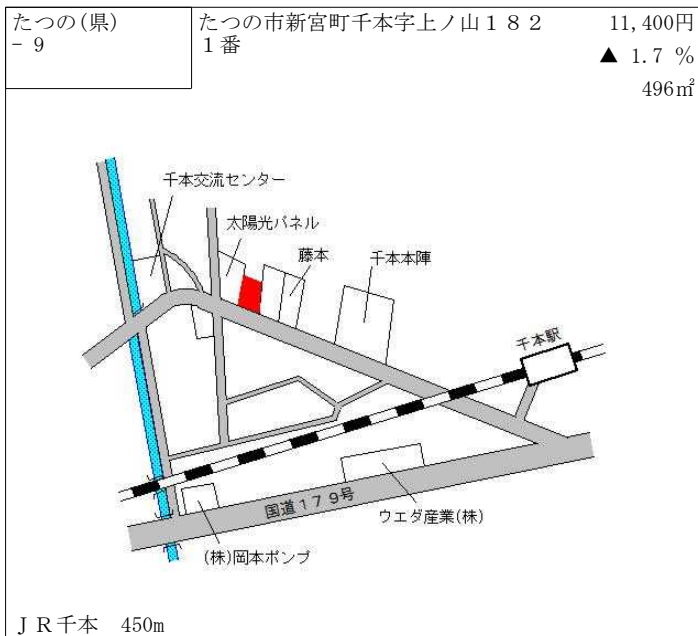 たつの(県)
－9
たつの市新宮町千本字上ノ山１８２
１番
11,400円
▲ 1.7 %
496㎡
千本交流センター
太陽光パネル
藤本
千本本陣
千本駅
国道１７９号
ウエダ産業(株)
(株)岡本ポンプ
ＪＲ千本　450m